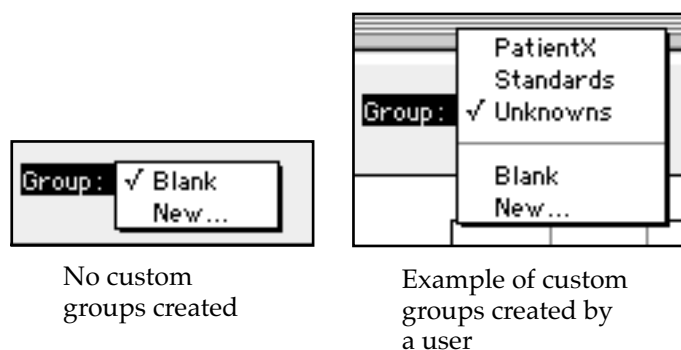 Group: √ Blank
New...
No custom
groups created
PatientX
Standards
Group: √ Unknowns
Blank
New...
Example of custom
groups created by
a user